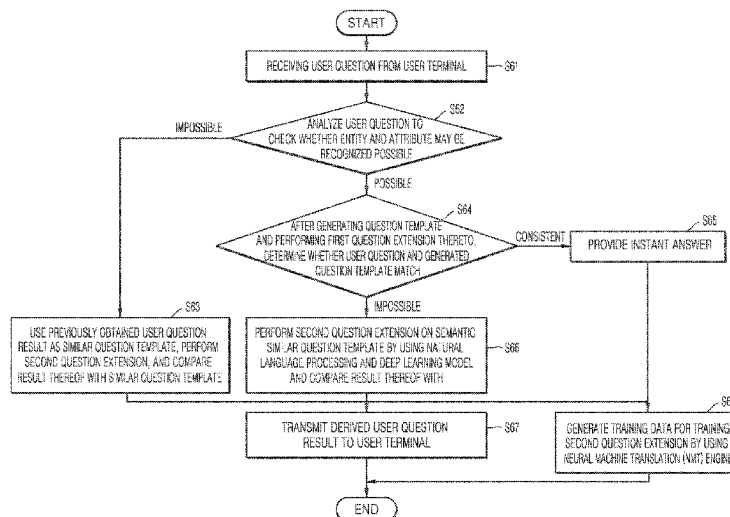 START
RECEIVING USER QUESTION FROM USER TERMINAL
S61
S62
ANALYZE USER QUESTION TO
CHECK WHETHER ENTITY AND ATTRIBUTE MAY BE
RECOGNIZED POSSIBLE
IMPOSSIBLE
POSSIBLE
S64
AFTER GENERATING QUESTION TEMPLATE
AND PERFORMING FIRST QUESTION EXTENSION THERETO,
DETERMINE WHETHER USER QUESTION AND GENERATED
QUESTION TEMPLATE MATCH
CONSISTENT
S65
PROVIDE INSTANT ANSWER
IMPOSSIBLE
S63
USE PREVIOUSLY OBTAINED USER QUESTION
RESULT AS SIMILAR QUESTION TEMPLATE, PERFORM
SECOND QUESTION EXTENSION, AND COMPARE
RESULT THEREOF WITH SIMILAR QUESTION TEMPLATE
PERFORM SECOND QUESTION EXTENSION ON SEMANTIC
SIMILAR QUESTION TEMPLATE BY USING NATURAL
LANGUAGE PROCESSING AND DEEP LEARNING MODEL
AND COMPARE RESULT THEREOF WITH
S66
TRANSMIT DERIVED USER QUESTION
RESULT TO USER TERMINAL
S67
GENERATE TRAINING DATA FOR TRAINING
SECOND QUESTION EXTENSION BY USING
NEURAL MACHINE TRANSLATION (NMT) ENGINE
END